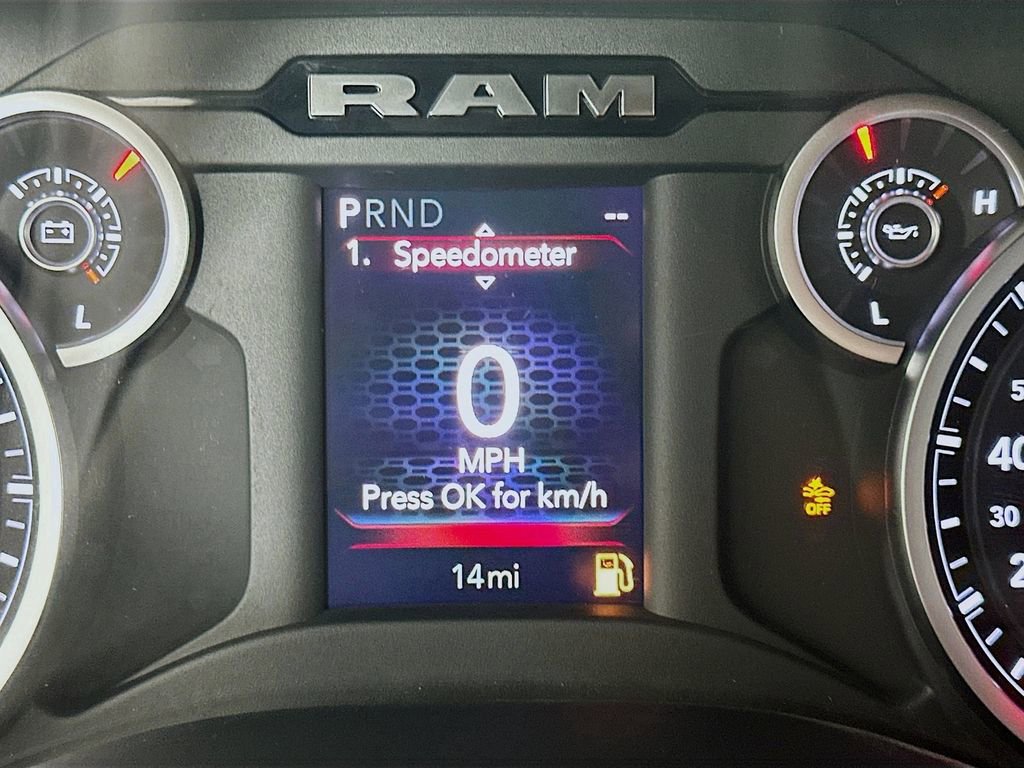 RAM
PRND --
1. Speedometer
H
L
L
0
MPH
Press OK for km/h
OFF
14mi
40
30